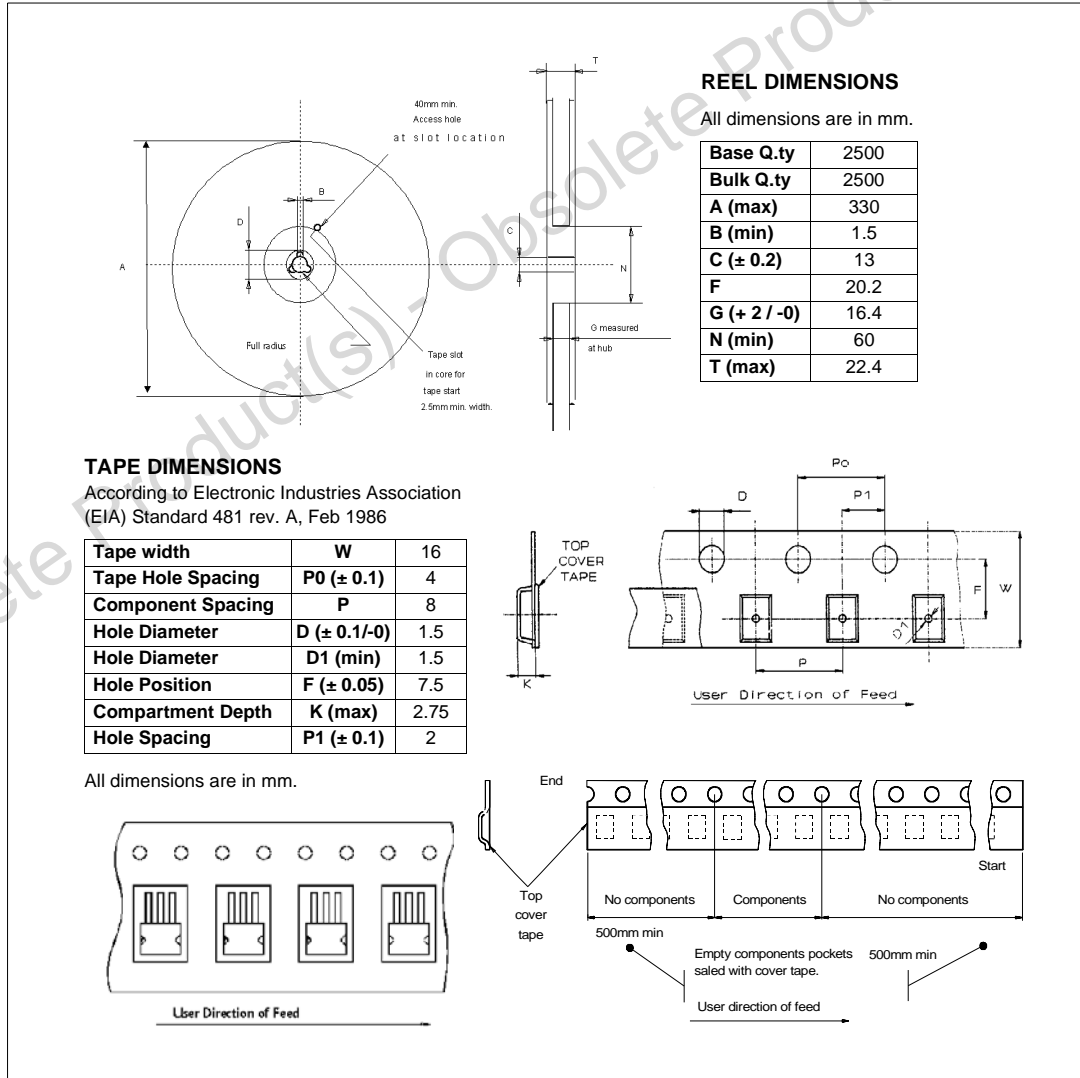 lete Product(s) - Obsolete Produ
T
40mm min.
Access hole
at slot location
B
D
A
C
N
Full radius
Tape slot
in core for
tape start
2.5mm min. width.
G measured
at hub
REEL DIMENSIONS
All dimensions are in mm.
Base Q.ty 2500
Bulk Q.ty 2500
A (max) 330
B (min) 1.5
C (± 0.2) 13
F 20.2
G (+ 2 / -0) 16.4
N (min) 60
T (max) 22.4
TAPE DIMENSIONS
According to Electronic Industries Association
(EIA) Standard 481 rev. A, Feb 1986
Tape width W 16
Tape Hole Spacing P0 (± 0.1) 4
Component Spacing P 8
Hole Diameter D (± 0.1/-0) 1.5
Hole Diameter D1 (min) 1.5
Hole Position F (± 0.05) 7.5
Compartment Depth K (max) 2.75
Hole Spacing P1 (± 0.1) 2
All dimensions are in mm.
TOP
COVER
TAPE
K
Po
D
P1
F
W
D1
P
User Direction of Feed
User Direction of Feed
End
Start
Top
cover
tape
No components Components No components
500mm min
Empty components pockets
saled with cover tape.
500mm min
User direction of feed